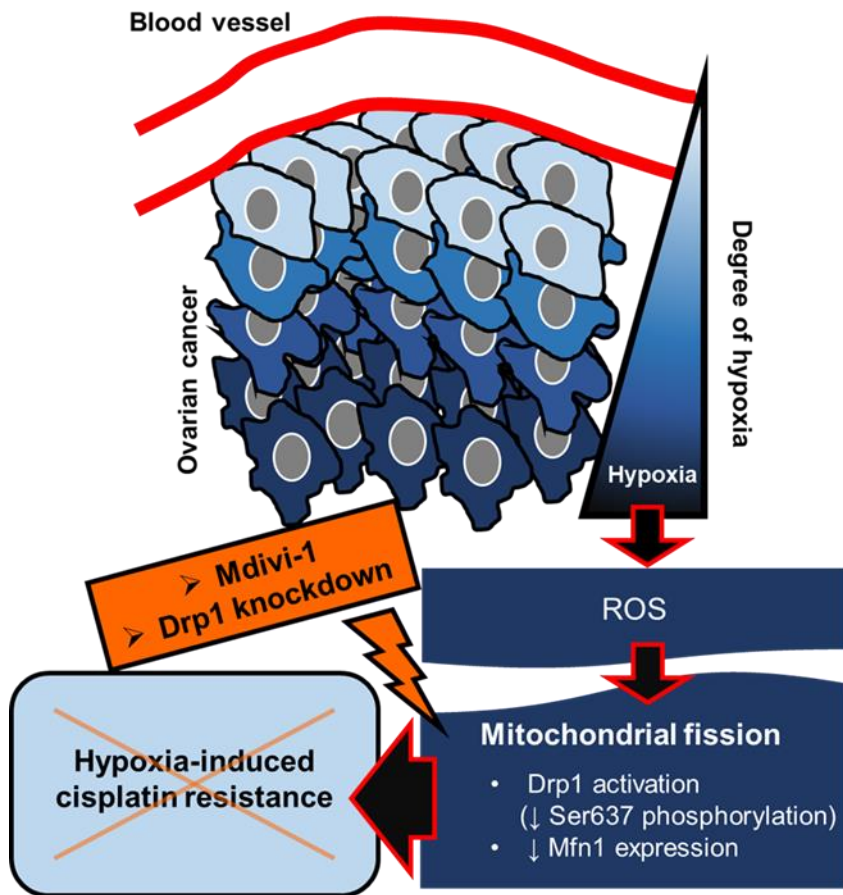 Blood vessel
Ovarian cancer
Degree of hypoxia
Hypoxia
➢ Mdivi-1
➢ Drp1 knockdown
ROS
Mitochondrial fission
• Drp1 activation
(↓ Ser637 phosphorylation)
• ↓ Mfn1 expression
Hypoxia-induced
cisplatin resistance